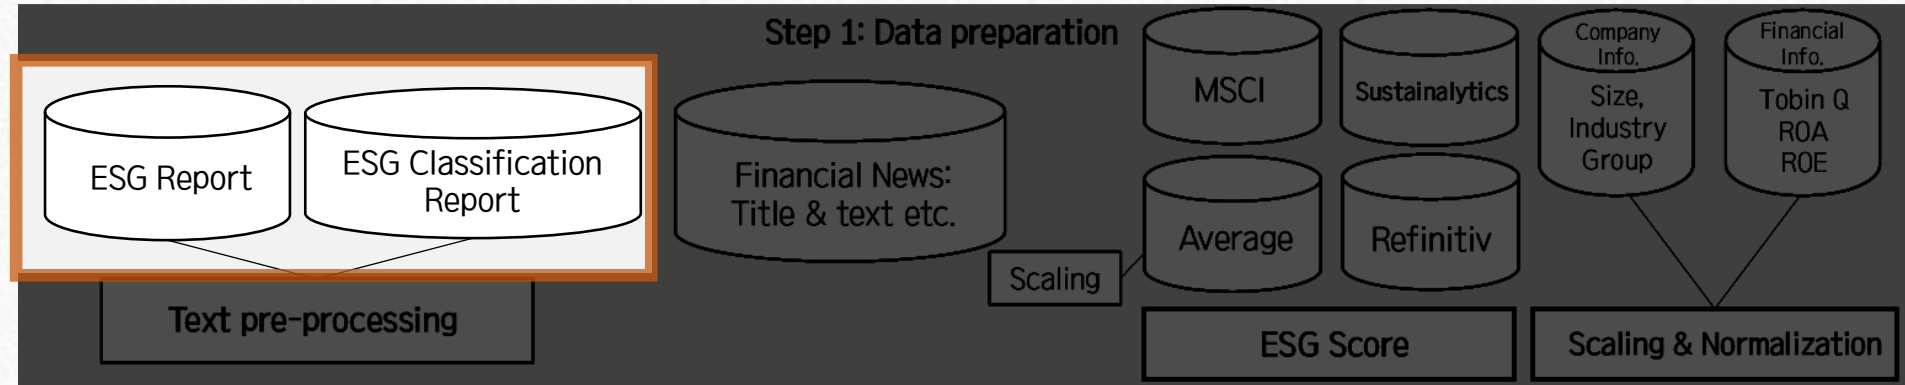 Step 1: Data preparation
ESG Report
ESG Classification
Report
Text pre-processing
Financial News:
Title & text etc.
Scaling
MSCI
Sustainalytics
Average
Refinitiv
ESG Score
Company
Info.
Size,
Industry
Group
Financial
Info.
Tobin Q
ROA
ROE
Scaling & Normalization